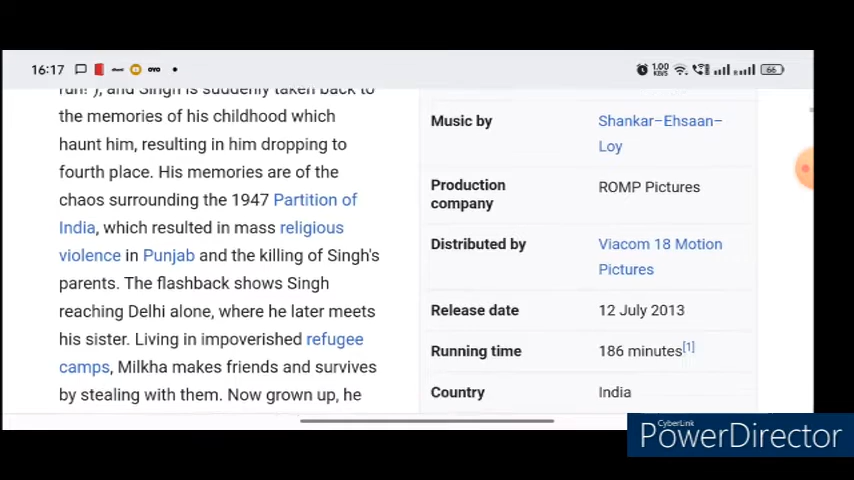 16:17
1.00
KB/S
66
run!"), and Singh is suddenly taken back to
the memories of his childhood which
haunt him, resulting in him dropping to
fourth place. His memories are of the
chaos surrounding the 1947 Partition of
India, which resulted in mass religious
violence in Punjab and the killing of Singh's
parents. The flashback shows Singh
reaching Delhi alone, where he later meets
his sister. Living in impoverished refugee
camps, Milkha makes friends and survives
by stealing with them. Now grown up, he
Music by
Shankar–Ehsaan–
Loy
Production
company
ROMP Pictures
Distributed by
Viacom 18 Motion
Pictures
Release date
12 July 2013
Running time
186 minutes[1]
Country
India
CyberLink
PowerDirector